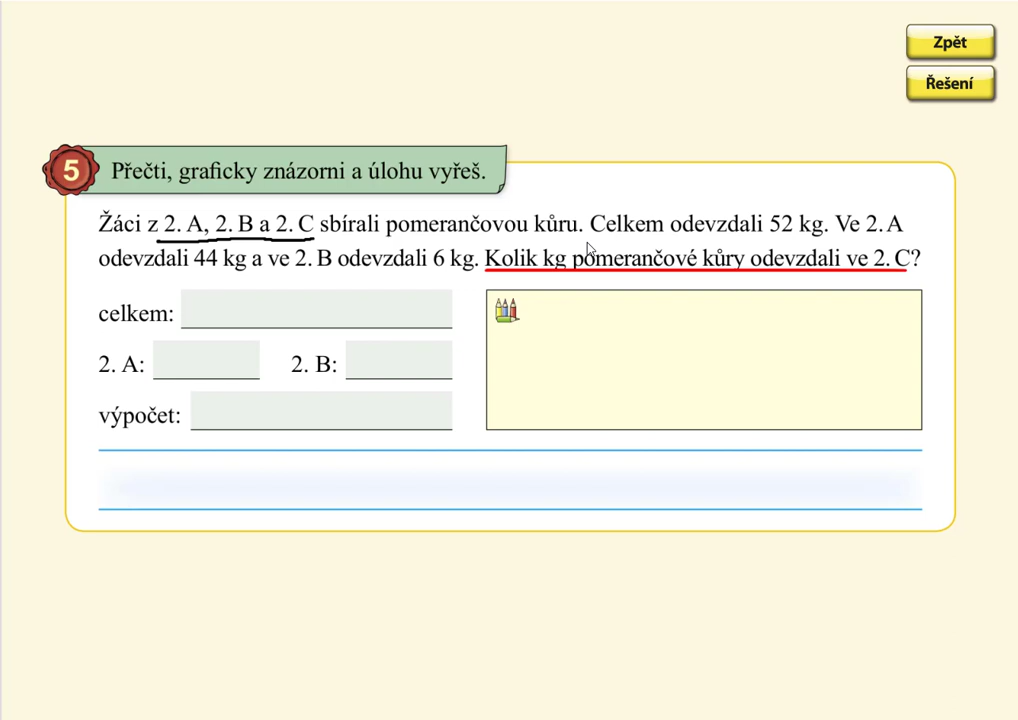 Zpět
Řešení
5 Přečti, graficky znázorni a úlohu vyřeš.
Žáci z 2. A, 2. B a 2. C sbírali pomerančovou kůru. Celkem odevzdali 52 kg. Ve 2. A
odevzdali 44 kg a ve 2. B odevzdali 6 kg. Kolik kg pomerančové kůry odevzdali ve 2. C?
celkem:
2. A: 2. B:
výpočet: